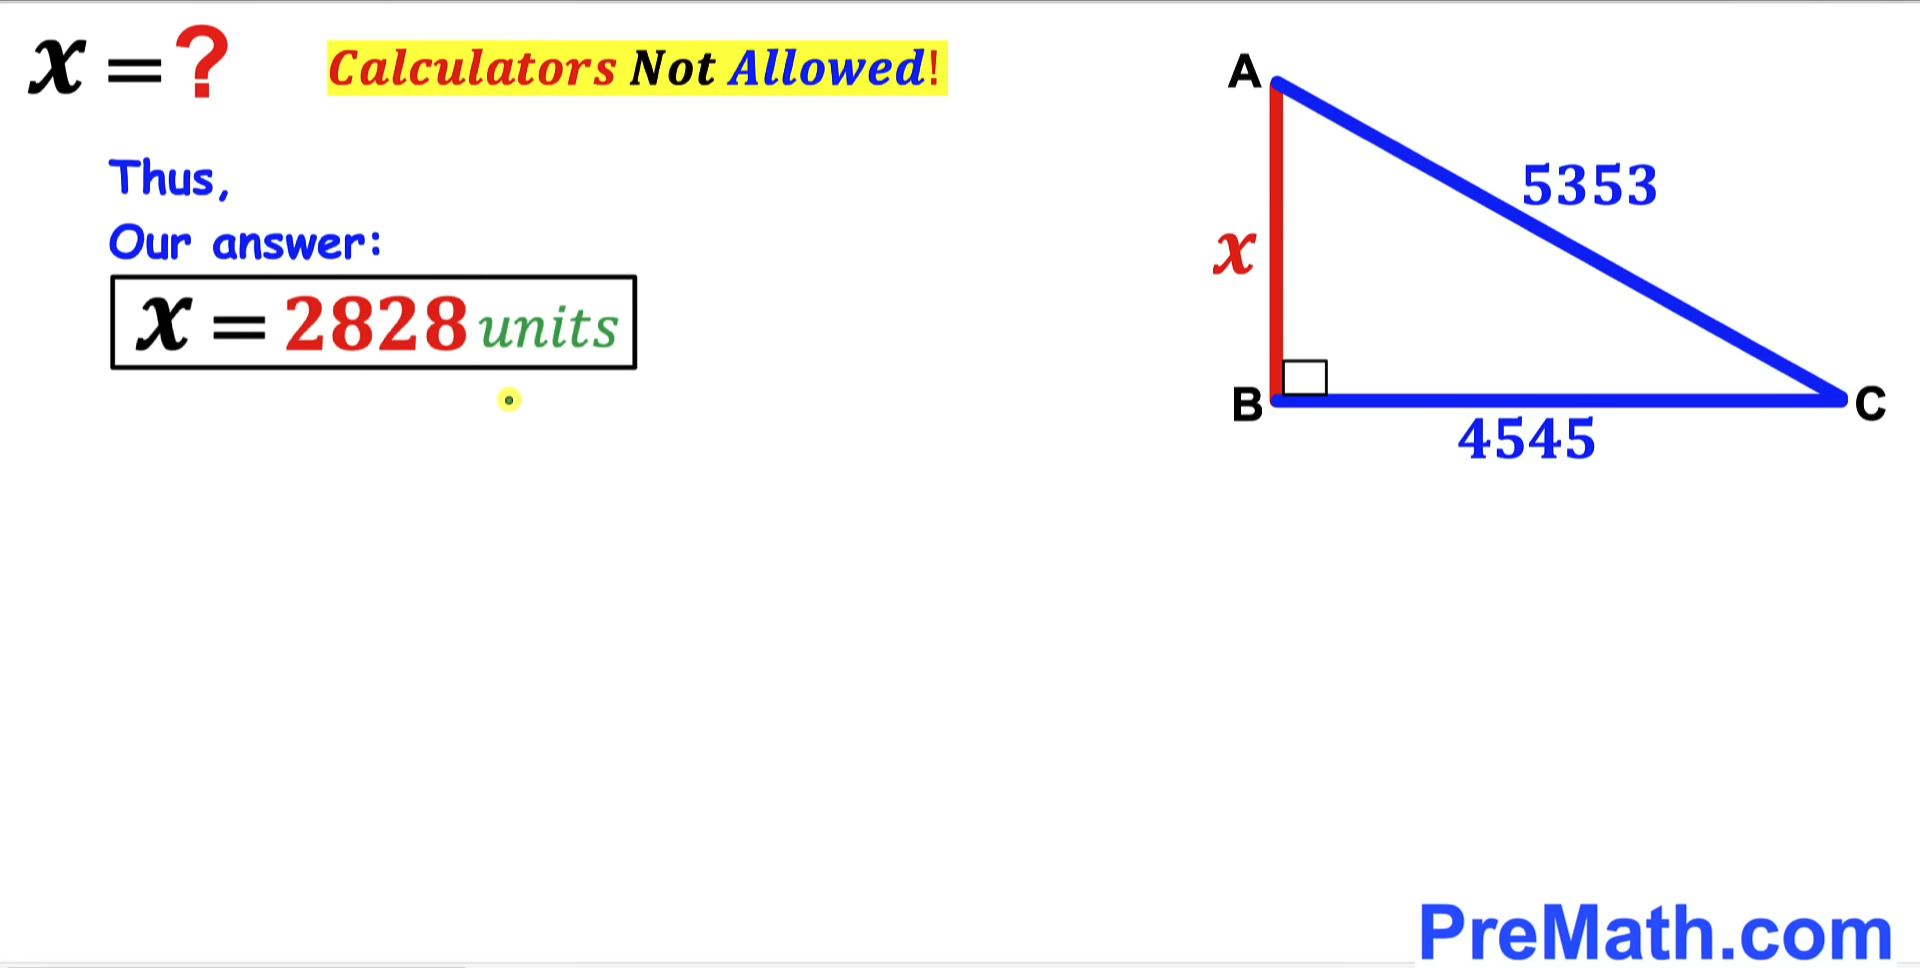 x = ?
Calculators Not Allowed!
Thus,
Our answer:
x = 2828 units
A
5353
x
B
C
4545
PreMath.com